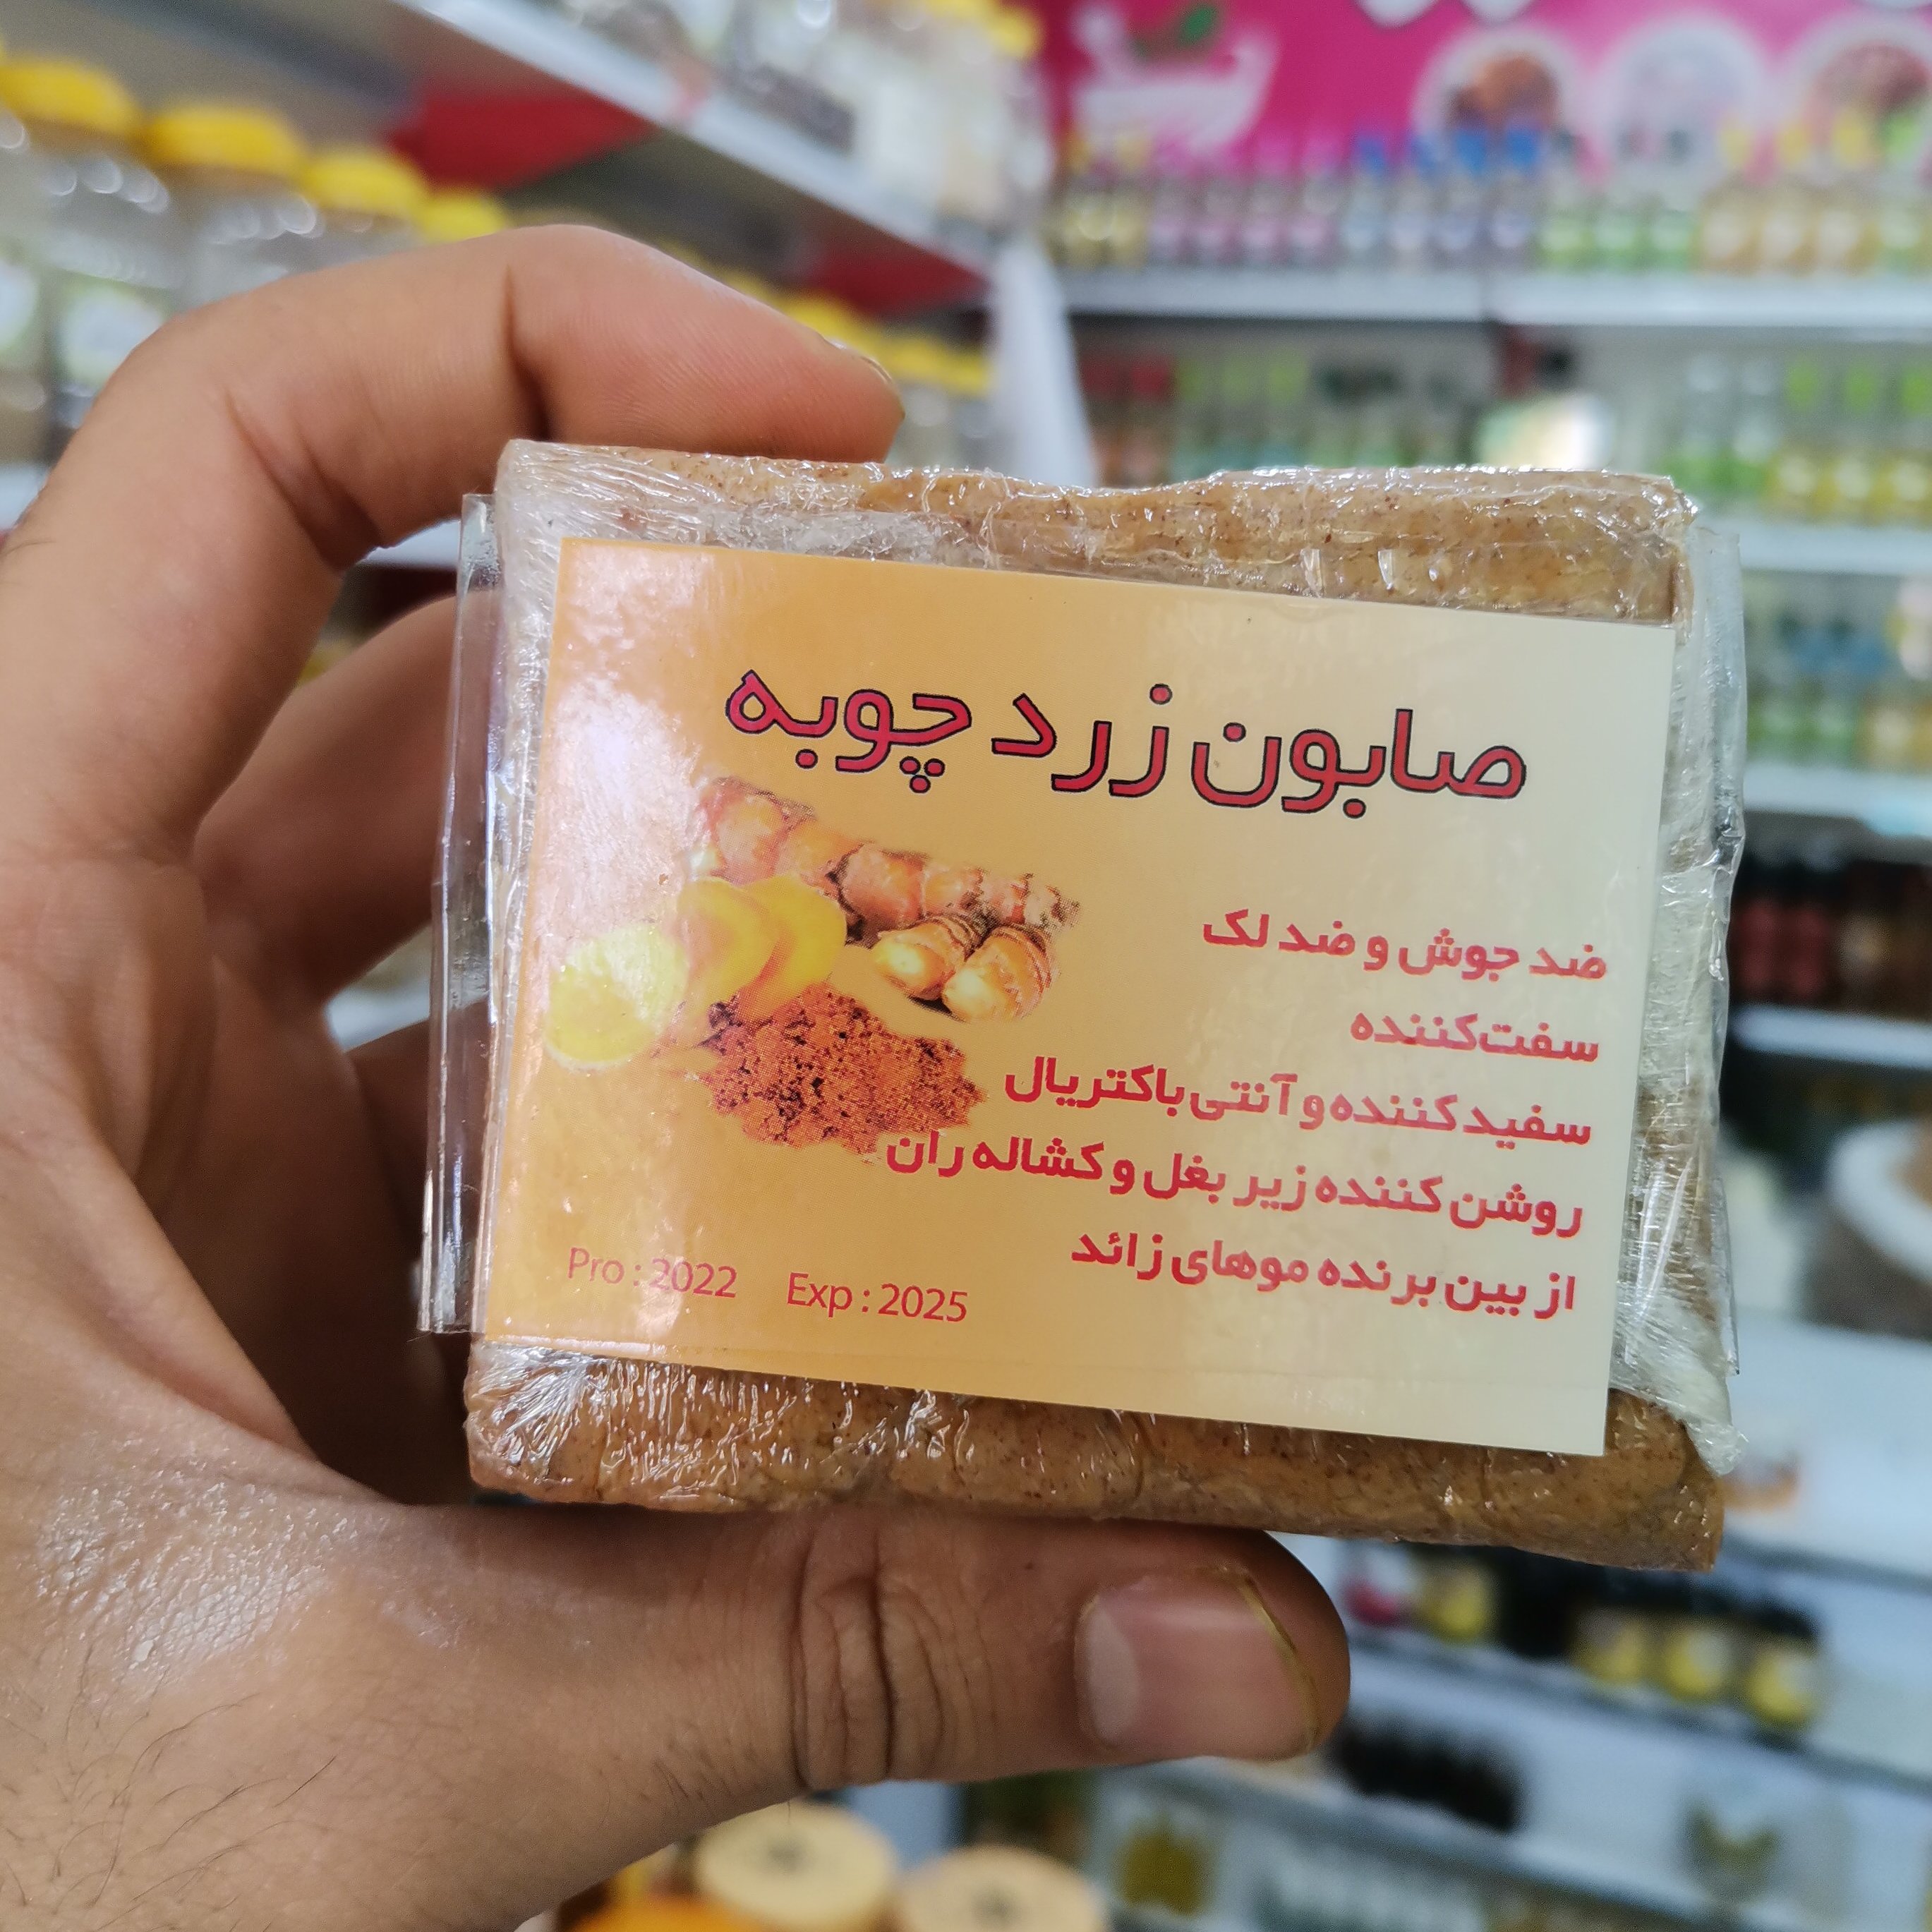 صابون زرد چوبه
ضد جوش و ضد لک
سفت‌کننده
سفید کننده و آنتی باکتریال
روشن کننده زیر بغل و کشاله ران
از بین برنده موهای زائد
Pro : 2022 Exp : 2025